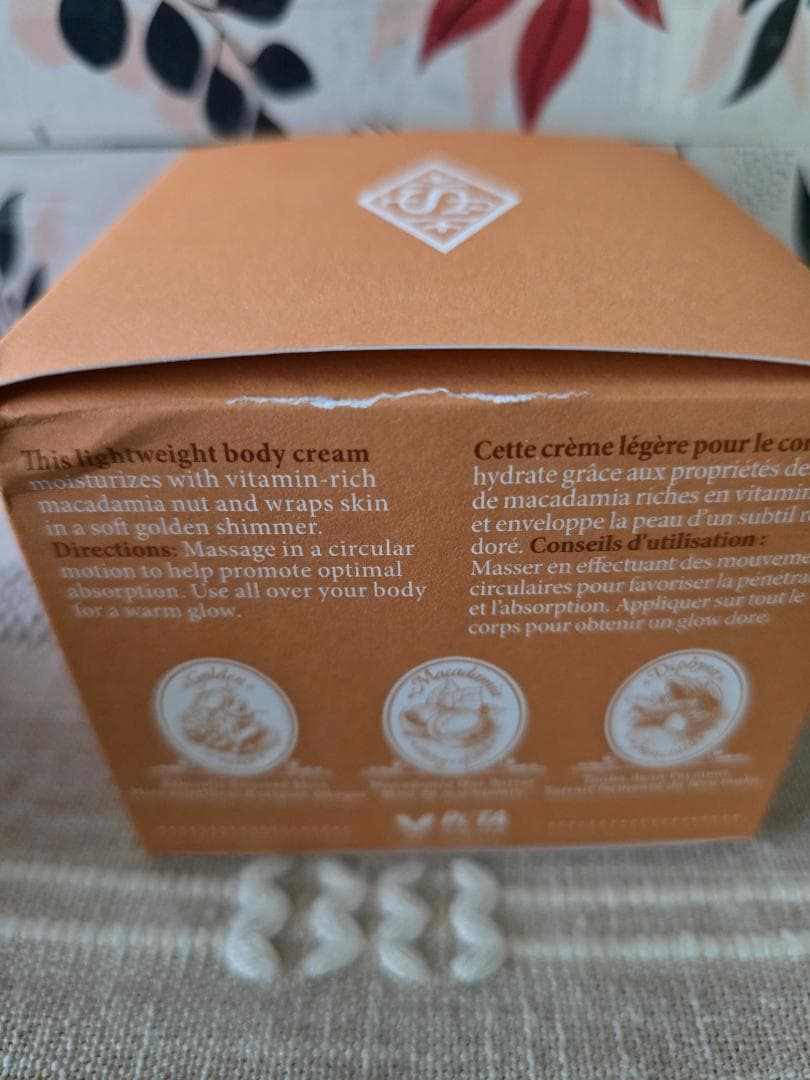 S
This lightweight body cream
moisturizes with vitamin-rich
macadamia nut and wraps skin
in a soft golden shimmer.
Directions: Massage in a circular
motion to help promote optimal
absorption. Use all over your body
for a warm glow.
Cette crème légère pour le cor
hydrate grâce aux propriétés de
de macadamia riches en vitamin
et enveloppe la peau d'un subtil r
doré. Conseils d'utilisation :
Masser en effectuant des mouveme
circulaires pour favoriser la pénétra
et l'absorption. Appliquer sur tout le
corps pour obtenir un glow doré.
Golden
Macadamia
PETA